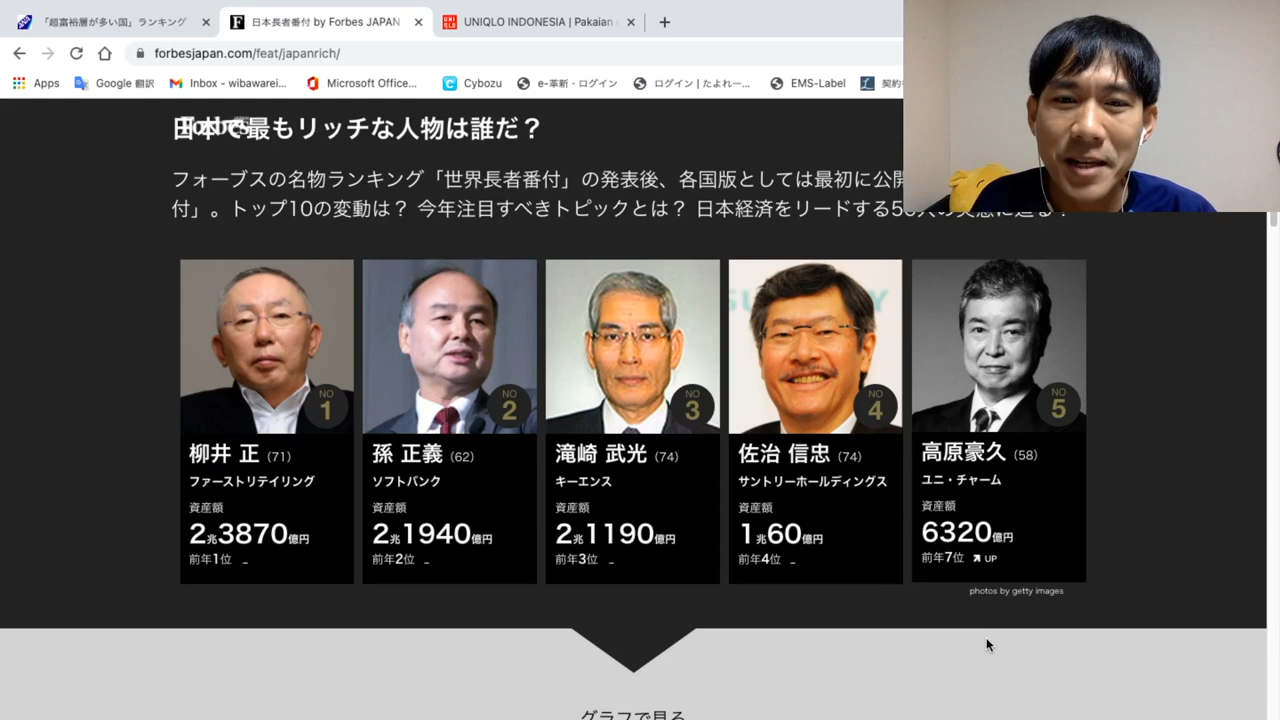 「超富裕層が多い国」ランキング
日本長者番付 by Forbes JAPAN
UNIQLO INDONESIA | Pakaian
forbesjapan.com/feat/japanrich/
Apps
Google 翻訳
Inbox - wibawarei...
Microsoft Office...
Cybozu
e-革新・ログイン
ログイン | たよれー...
EMS-Label
契約
日本で最もリッチな人物は誰だ?
フォーブスの名物ランキング「世界長者番付」の発表後、各国版としては最初に公開
付」。トップ10の変動は? 今年注目すべきトピックとは? 日本経済をリードする50人の実態に迫る!
NO 1
柳井 正(71)
ファーストリテイリング
資産額
2兆3870億円
前年1位 -
NO 2
孫 正義(62)
ソフトバンク
資産額
2兆1940億円
前年2位 -
NO 3
滝崎 武光(74)
キーエンス
資産額
2兆1190億円
前年3位 -
NO 4
佐治 信忠(74)
サントリーホールディングス
資産額
1兆60億円
前年4位 -
NO 5
高原豪久(58)
ユニ・チャーム
資産額
6320億円
前年7位 UP
photos by getty images
グラフで見る